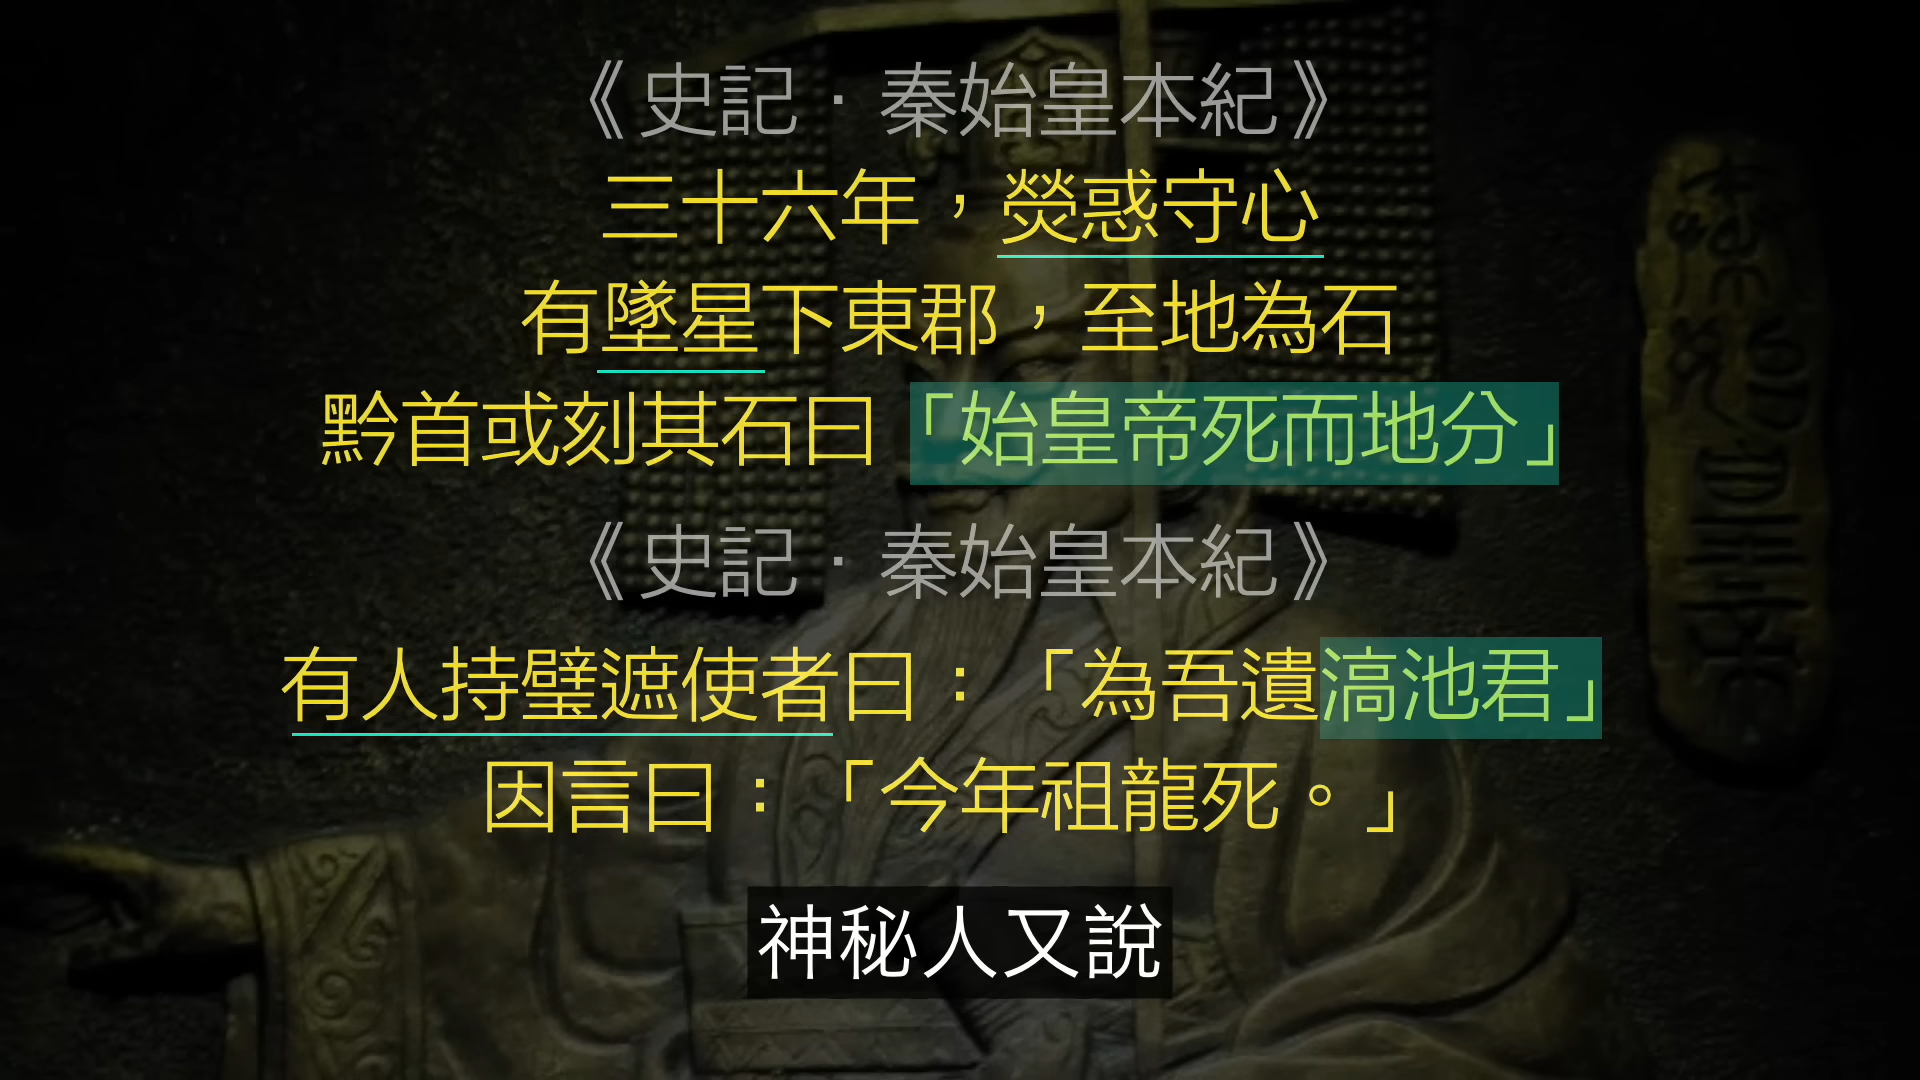 《史記·秦始皇本紀》
三十六年，熒惑守心
有墜星下東郡，至地為石
黔首或刻其石曰「始皇帝死而地分」
《史記·秦始皇本紀》
有人持璧遮使者曰：「為吾遺滈池君」
因言曰：「今年祖龍死。」
神秘人又說